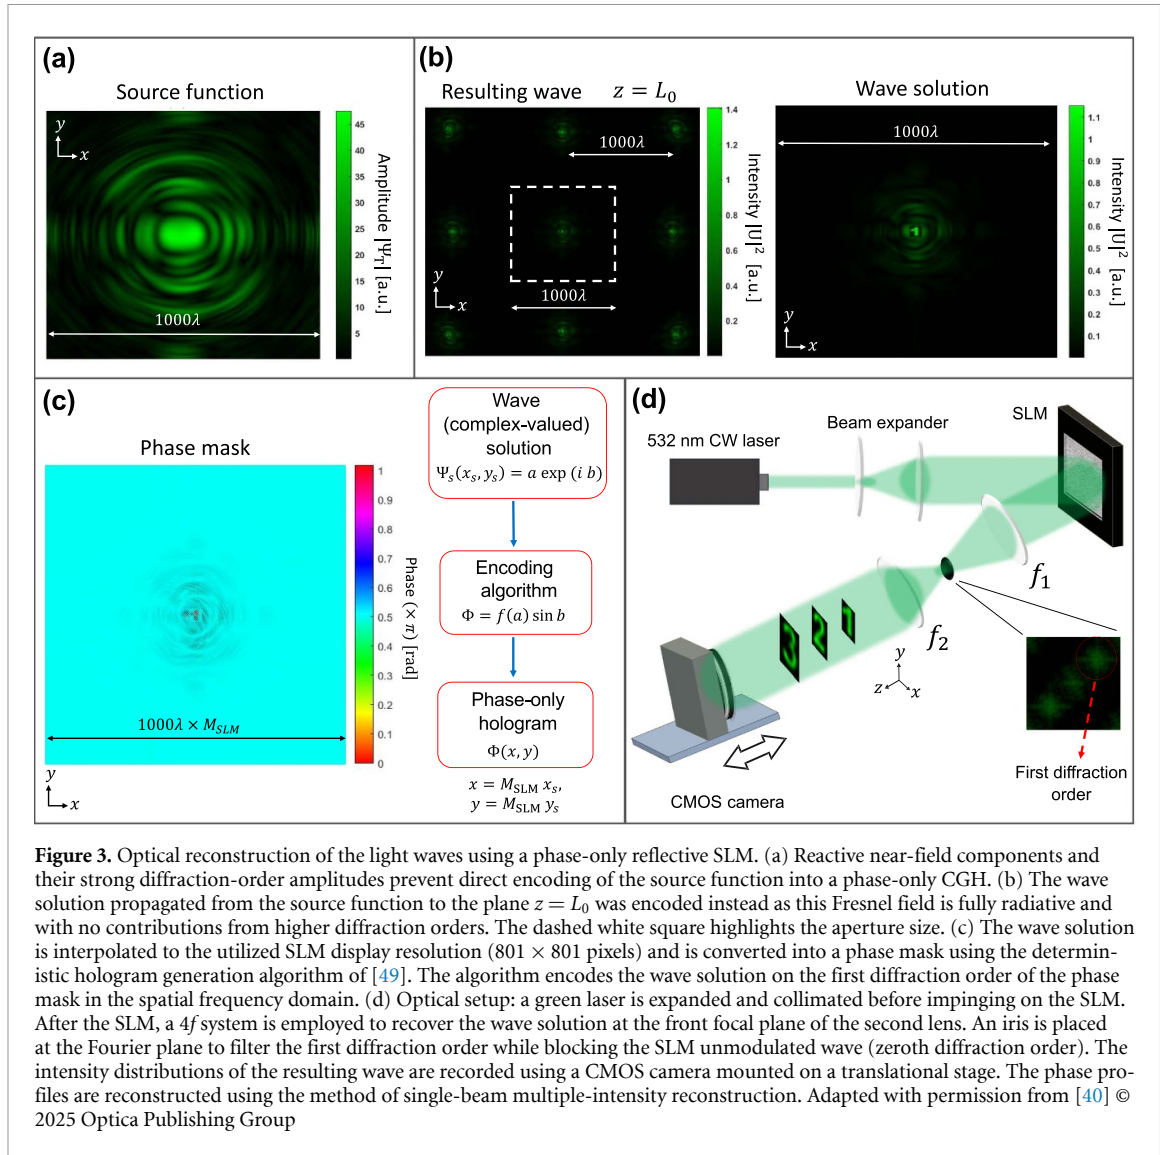 (a)
Source function
y
x
1000λ
45
40
35
30
25
20
15
10
5
Amplitude |Ψ_T| [a.u.]
(b)
Resulting wave z = L₀
1000λ
1000λ
y
x
1.4
1.2
1
0.8
0.6
0.4
0.2
Intensity |U|² [a.u.]
Wave solution
1000λ
y
x
1.1
1
0.9
0.8
0.7
0.6
0.5
0.4
0.3
0.2
0.1
Intensity |U|² [a.u.]
(c)
Phase mask
1000λ × M_SLM
y
x
1
0.9
0.8
0.7
0.6
0.5
0.4
0.3
0.2
0.1
0
Phase (× π) [rad]
Wave
(complex-valued)
solution
Ψ_s(x_s, y_s) = a exp (i b)
Encoding
algorithm
Φ = f(a) sin b
Phase-only
hologram
Φ(x, y)
x = M_SLM x_s,
y = M_SLM y_s
(d)
532 nm CW laser
Beam expander
SLM
f₁
f₂
3 2 1
y
z x
First diffraction
order
CMOS camera
Figure 3. Optical reconstruction of the light waves using a phase-only reflective SLM. (a) Reactive near-field components and
their strong diffraction-order amplitudes prevent direct encoding of the source function into a phase-only CGH. (b) The wave
solution propagated from the source function to the plane z = L₀ was encoded instead as this Fresnel field is fully radiative and
with no contributions from higher diffraction orders. The dashed white square highlights the aperture size. (c) The wave solution
is interpolated to the utilized SLM display resolution (801 × 801 pixels) and is converted into a phase mask using the determin-
istic hologram generation algorithm of [49]. The algorithm encodes the wave solution on the first diffraction order of the phase
mask in the spatial frequency domain. (d) Optical setup: a green laser is expanded and collimated before impinging on the SLM.
After the SLM, a 4f system is employed to recover the wave solution at the front focal plane of the second lens. An iris is placed
at the Fourier plane to filter the first diffraction order while blocking the SLM unmodulated wave (zeroth diffraction order). The
intensity distributions of the resulting wave are recorded using a CMOS camera mounted on a translational stage. The phase pro-
files are reconstructed using the method of single-beam multiple-intensity reconstruction. Adapted with permission from [40] ©
2025 Optica Publishing Group